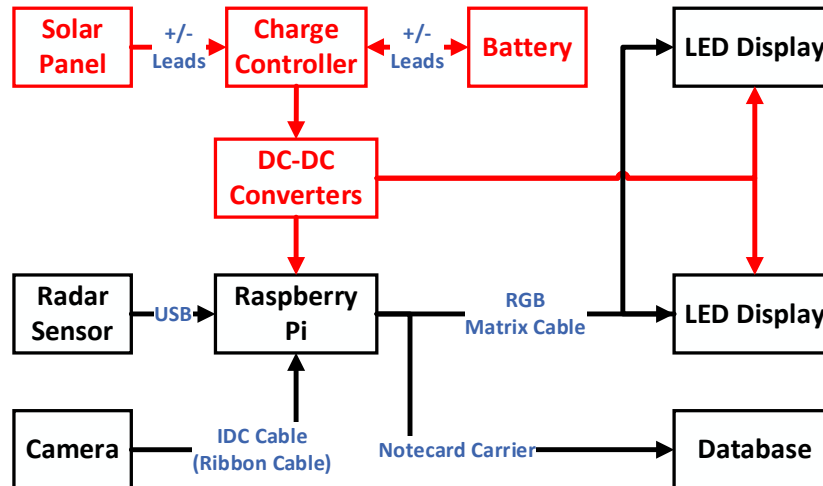 Solar
Panel
+/-
Leads
Charge
Controller
+/-
Leads
Battery
LED Display
DC-DC
Converters
Radar
Sensor
USB
Raspberry
Pi
RGB
Matrix Cable
LED Display
Camera
IDC Cable
(Ribbon Cable)
Notecard Carrier
Database